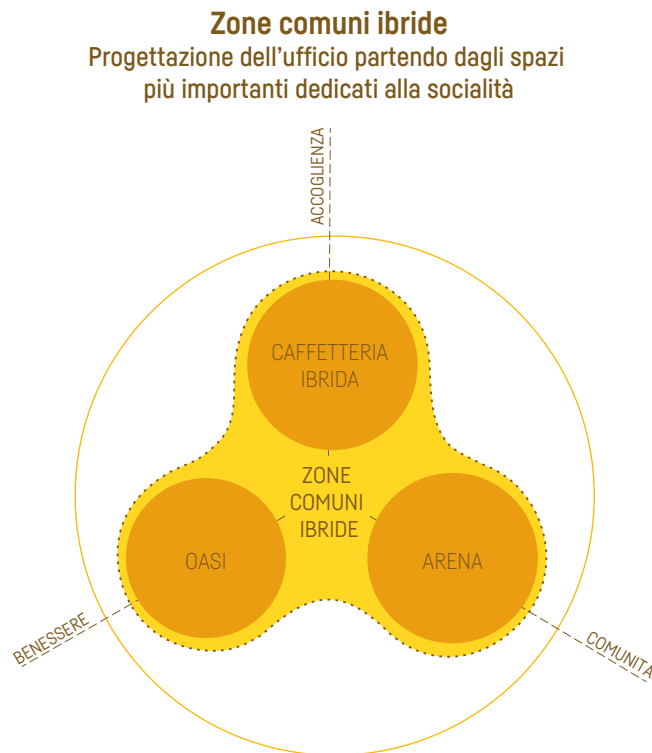 Zone comuni ibride
Progettazione dell'ufficio partendo dagli spazi
più importanti dedicati alla socialità
ACCOGLIENZA
CAFFETTERIA
IBRIDA
ZONE
COMUNI
IBRIDE
OASI
ARENA
BENESSERE
COMUNITÀ